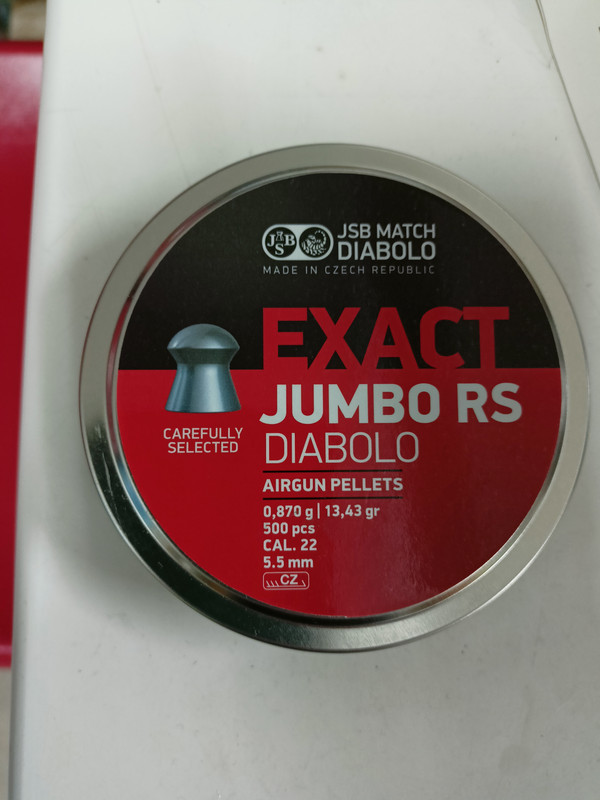 JASB
JSB MATCH
DIABOLO
MADE IN CZECH REPUBLIC
EXACT
JUMBO RS
DIABOLO
CAREFULLY
SELECTED
AIRGUN PELLETS
0,870 g | 13,43 gr
500 pcs
CAL. 22
5.5 mm
CZ